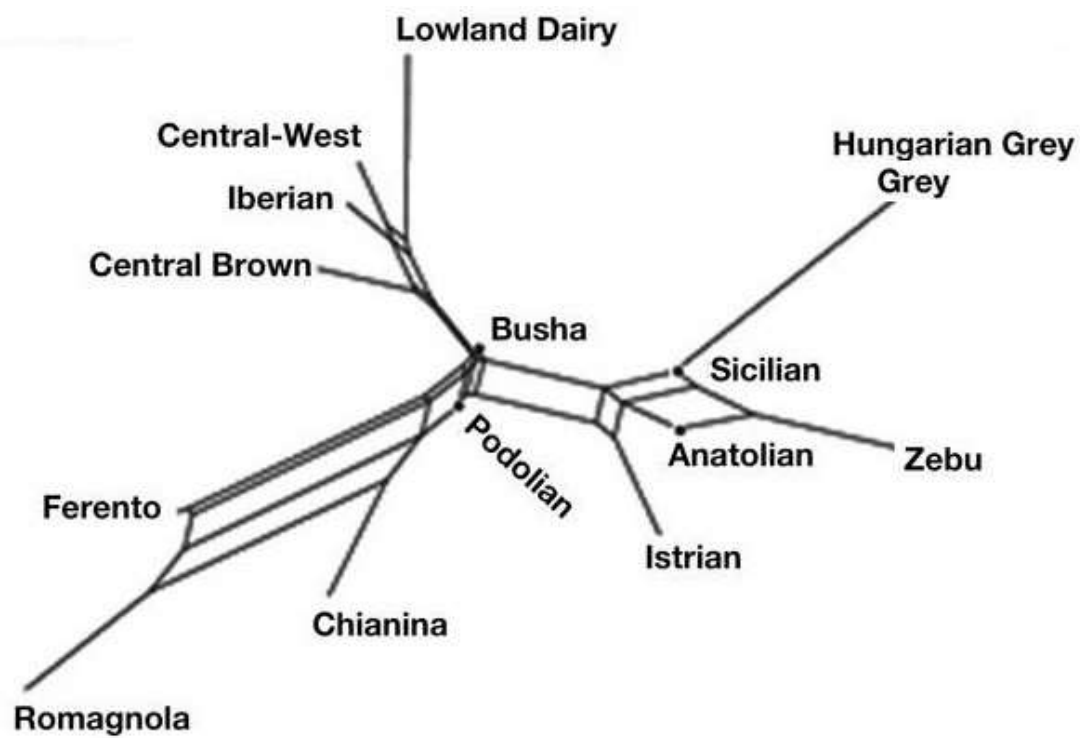 Lowland Dairy
Central-West
Hungarian Grey
Grey
Iberian
Central Brown
Busha
Sicilian
Podolian
Anatolian
Zebu
Ferento
Istrian
Chianina
Romagnola